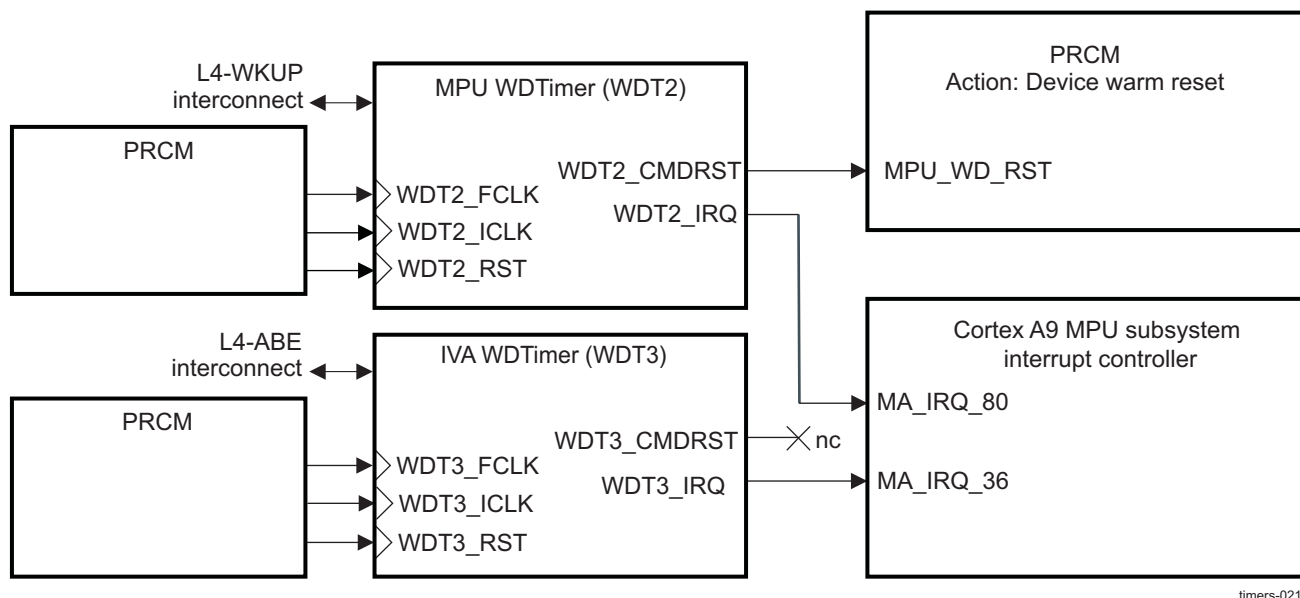 L4-WKUP
interconnect
PRCM
MPU WDTimer (WDT2)
WDT2_FCLK
WDT2_ICLK
WDT2_RST
WDT2_CMDRST
WDT2_IRQ
PRCM
Action: Device warm reset
MPU_WD_RST
L4-ABE
interconnect
PRCM
IVA WDTimer (WDT3)
WDT3_FCLK
WDT3_ICLK
WDT3_RST
WDT3_CMDRST
nc
WDT3_IRQ
Cortex A9 MPU subsystem
interrupt controller
MA_IRQ_80
MA_IRQ_36
timers-021